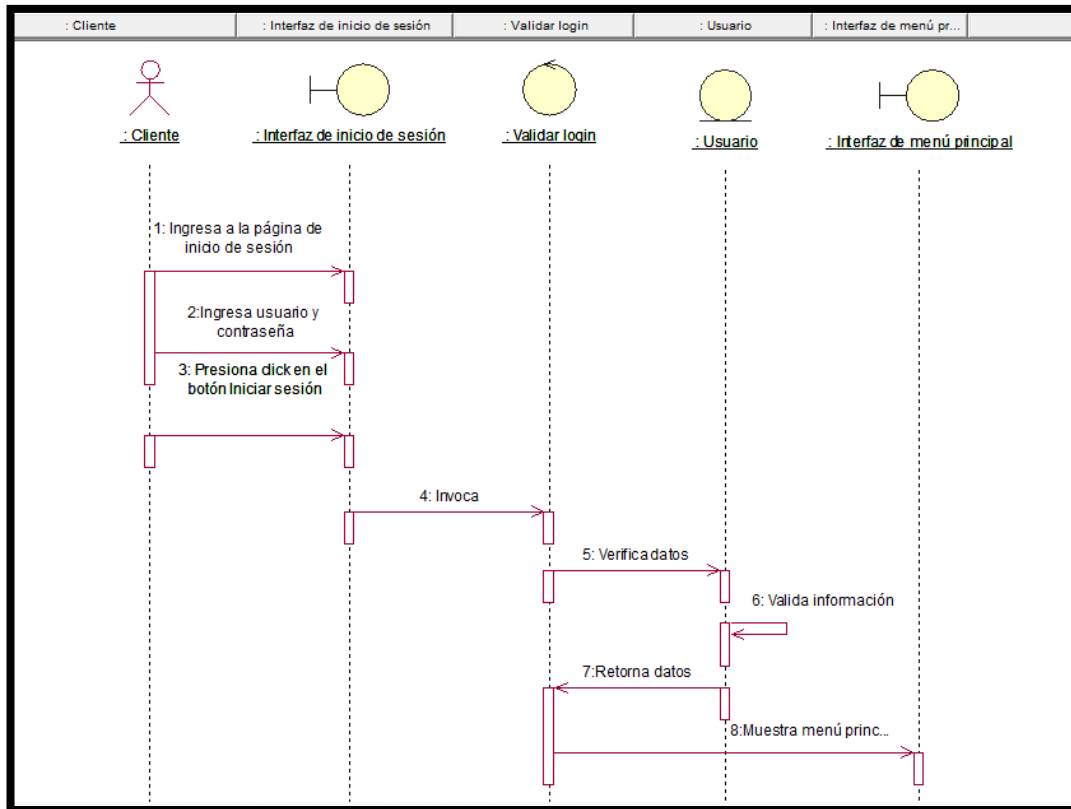 : Cliente
: Interfaz de inicio de sesión
: Validar login
: Usuario
: Interfaz de menú pr...
: Cliente
: Interfaz de inicio de sesión
: Validar login
: Usuario
: Interfaz de menú principal
1: Ingresa a la página de
inicio de sesión
2:Ingresa usuario y
contraseña
3: Presiona click en el
botón Iniciar sesión
4: Invoca
5: Verifica datos
6: Valida información
7:Retorna datos
8:Muestra menú princ...